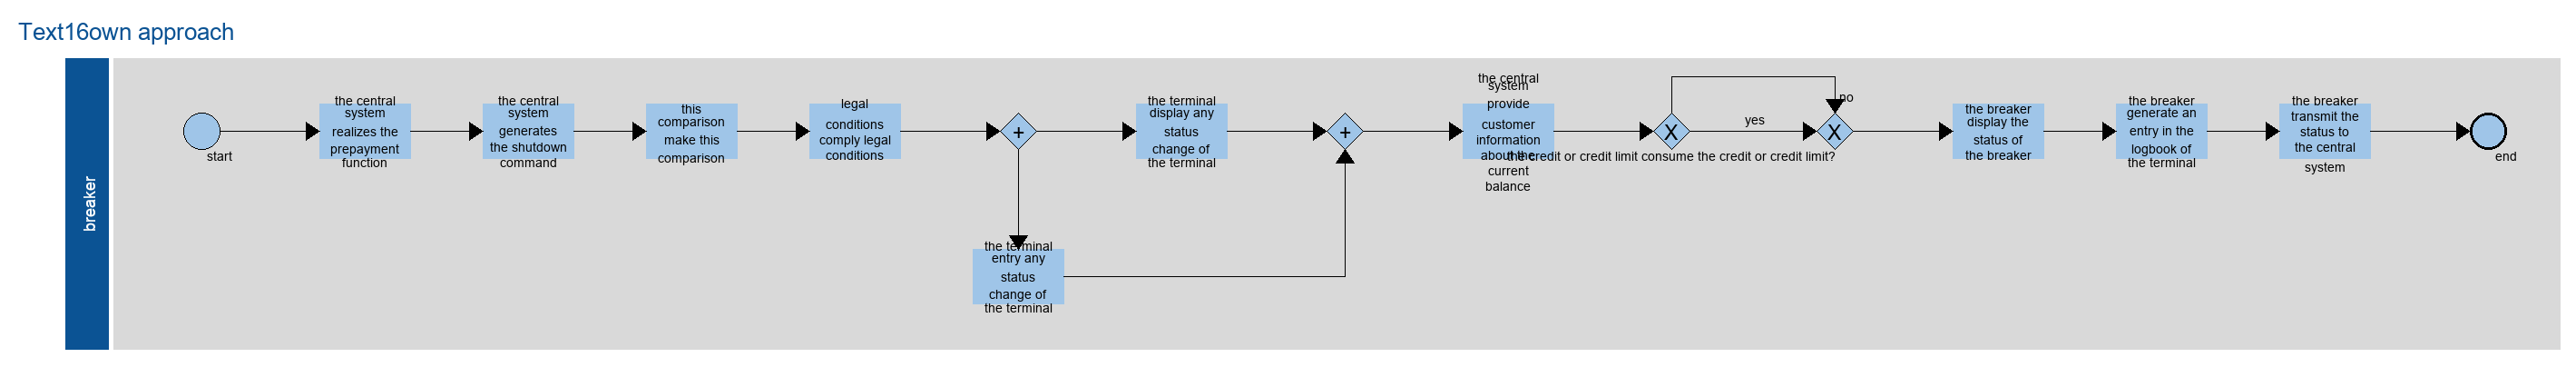 Text16own approach
breaker
start
the central
system
realizes the
prepayment
function
the central
system
generates
the shutdown
command
this
comparison
make this
comparison
legal
conditions
comply legal
conditions
+
the terminal
entry any
status
change of
the terminal
the terminal
display any
status
change of
the terminal
+
the central
system
provide
customer
information
about the
current
balance
X
the credit or credit limit consume the credit or credit limit?
yes
no
X
the breaker
display the
status of
the breaker
the breaker
generate an
entry in the
logbook of
the terminal
the breaker
transmit the
status to
the central
system
end